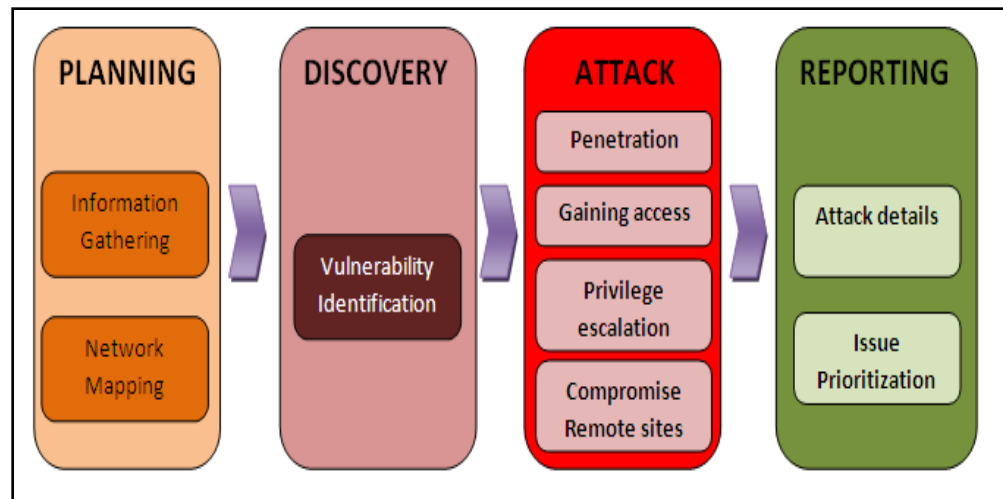 PLANNING
Information
Gathering
Network
Mapping
DISCOVERY
Vulnerability
Identification
ATTACK
Penetration
Gaining access
Privilege
escalation
Compromise
Remote sites
REPORTING
Attack details
Issue
Prioritization